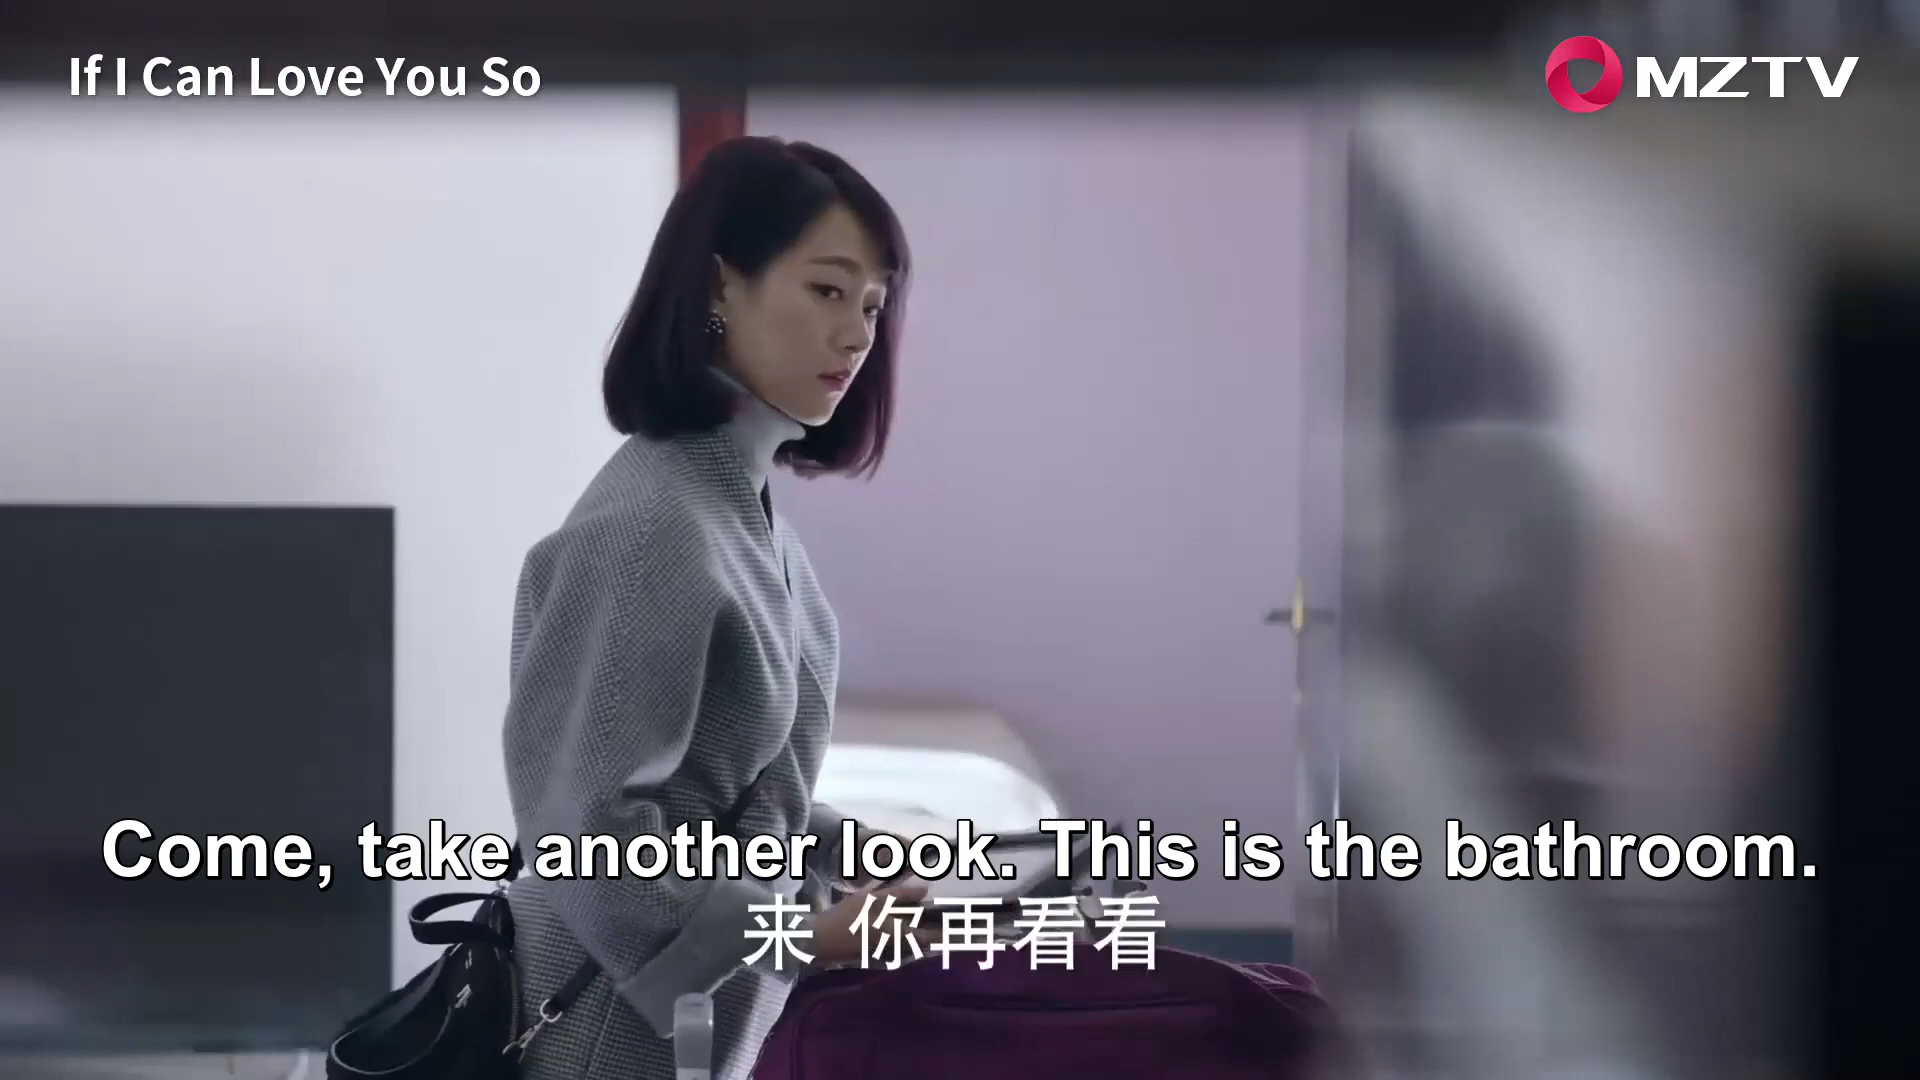 If I Can Love You So
MZTV
Come, take another look. This is the bathroom.
来 你再看看